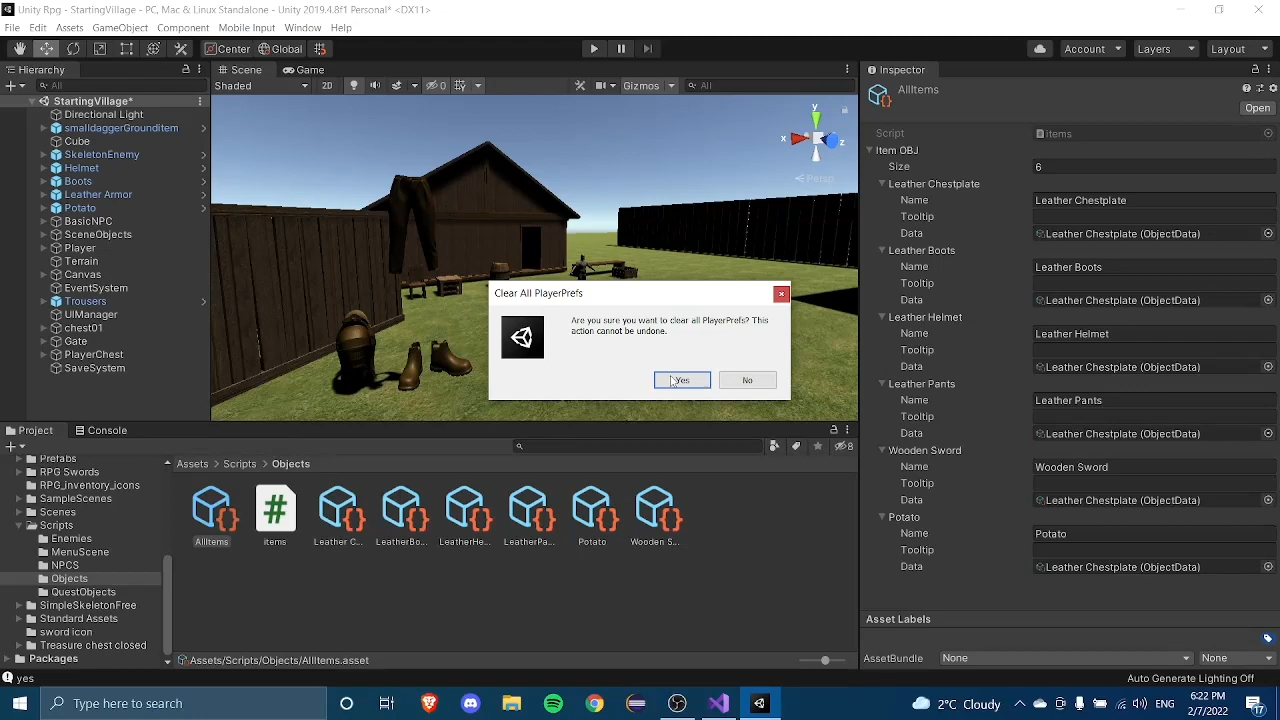 Unity Rpg - StartingVillage - PC, Mac & Linux Standalone - Unity 2019.4.8f1 Personal* <DX11>
File Edit Assets GameObject Component Mobile Input Window Help
Center Global Account Layers Layout
Hierarchy
All
StartingVillage*
Directional Light
smalldaggerGrounditem
Cube
SkeletonEnemy
Helmet
Boots
Leather Armor
Potato
BasicNPC
SceneObjects
Player
Terrain
Canvas
EventSystem
Trousers
UIManager
chest01
Gate
PlayerChest
SaveSystem
Scene Game
Shaded 2D 0 Gizmos All
y
x z
Persp
Clear All PlayerPrefs
Are you sure you want to clear all PlayerPrefs? This
action cannot be undone.
Yes No
Inspector
AllItems
Open
Script items
Item OBJ
Size 6
Leather Chestplate
Name Leather Chestplate
Tooltip
Data Leather Chestplate (ObjectData)
Leather Boots
Name Leather Boots
Tooltip
Data Leather Chestplate (ObjectData)
Leather Helmet
Name Leather Helmet
Tooltip
Data Leather Chestplate (ObjectData)
Leather Pants
Name Leather Pants
Tooltip
Data Leather Chestplate (ObjectData)
Wooden Sword
Name Wooden Sword
Tooltip
Data Leather Chestplate (ObjectData)
Potato
Name Potato
Tooltip
Data Leather Chestplate (ObjectData)
Asset Labels
AssetBundle None None
Auto Generate Lighting Off
Project Console
8
Prefabs
RPG Swords
RPG_inventory_icons
SampleScenes
Scenes
Scripts
Enemies
MenuScene
NPCS
Objects
QuestObjects
SimpleSkeletonFree
Standard Assets
sword icon
Treasure chest closed
Packages
Assets > Scripts > Objects
AllItems items Leather C... LeatherBo... LeatherHe... LeatherPa... Potato Wooden S...
Assets/Scripts/Objects/AllItems.asset
yes
Type here to search
2°C Cloudy ENG 6:22 PM
2/7/2022